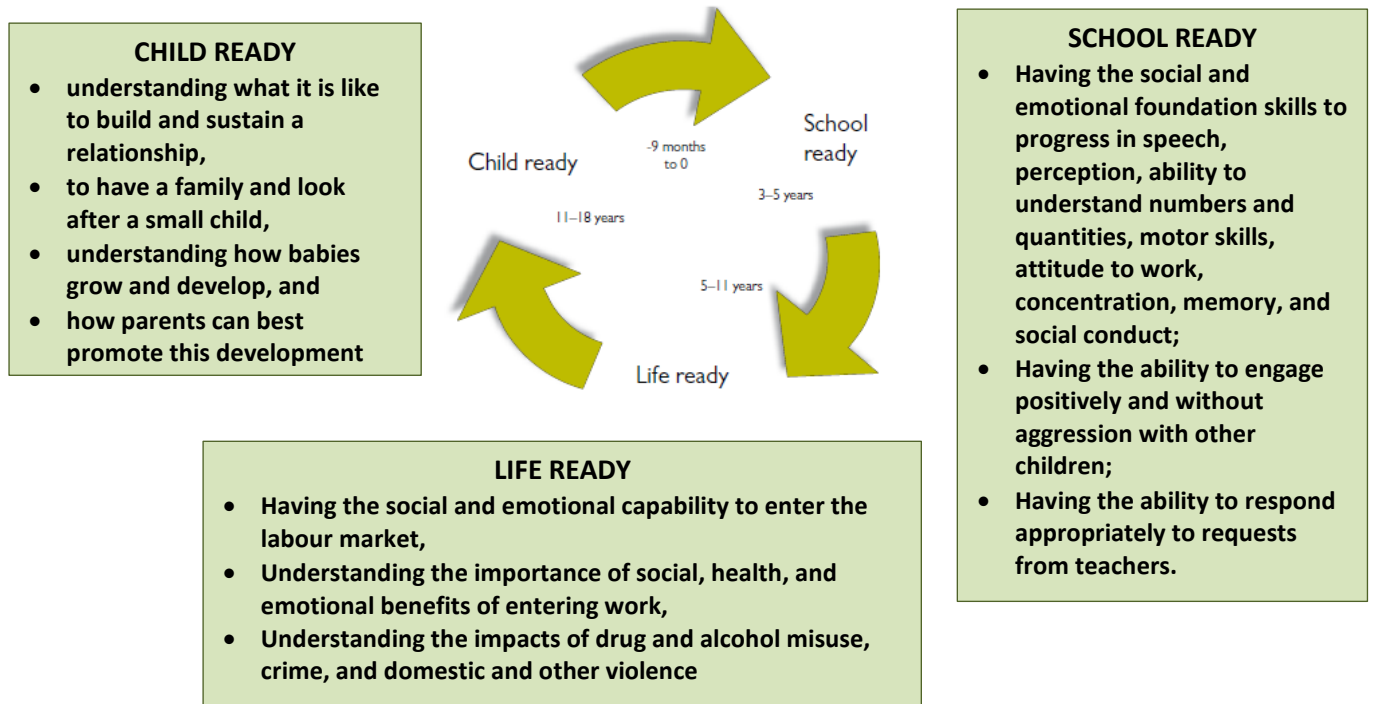 CHILD READY
• understanding what it is like
to build and sustain a
relationship,
• to have a family and look
after a small child,
• understanding how babies
grow and develop, and
• how parents can best
promote this development
Child ready
-9 months
to 0
School
ready
3–5 years
11–18 years
5–11 years
Life ready
SCHOOL READY
• Having the social and
emotional foundation skills to
progress in speech,
perception, ability to
understand numbers and
quantities, motor skills,
attitude to work,
concentration, memory, and
social conduct;
• Having the ability to engage
positively and without
aggression with other
children;
• Having the ability to respond
appropriately to requests
from teachers.
LIFE READY
• Having the social and emotional capability to enter the
labour market,
• Understanding the importance of social, health, and
emotional benefits of entering work,
• Understanding the impacts of drug and alcohol misuse,
crime, and domestic and other violence